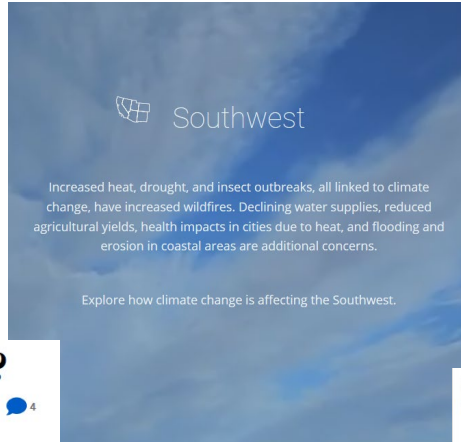 Southwest
Increased heat, drought, and insect outbreaks, all linked to climate
change, have increased wildfires. Declining water supplies, reduced
agricultural yields, health impacts in cities due to heat, and flooding and
erosion in coastal areas are additional concerns.
Explore how climate change is affecting the Southwest.
?
4